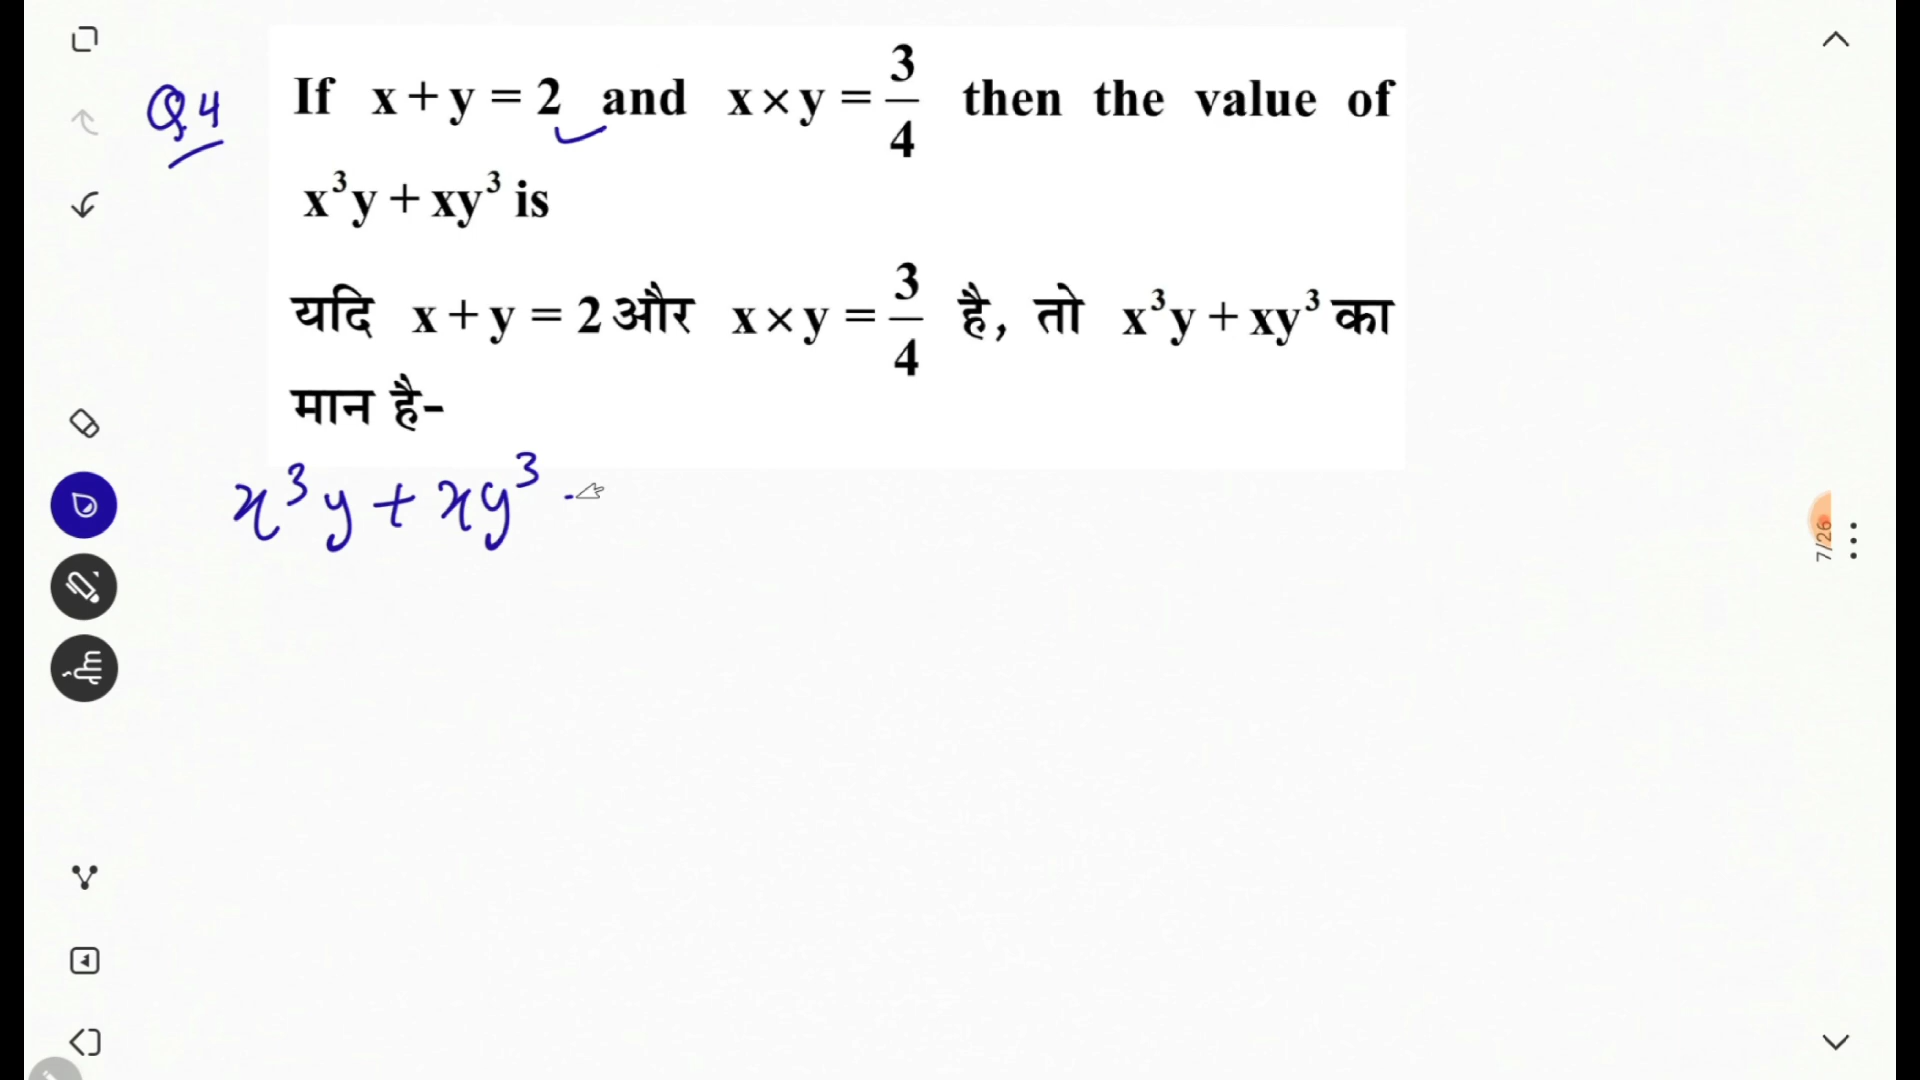 Q4
If x + y = 2 and x × y = 3/4 then the value of
x³y + xy³ is
यदि x + y = 2 और x × y = 3/4 है, तो x³y + xy³ का
मान है-
x³y + xy³ -
7/26